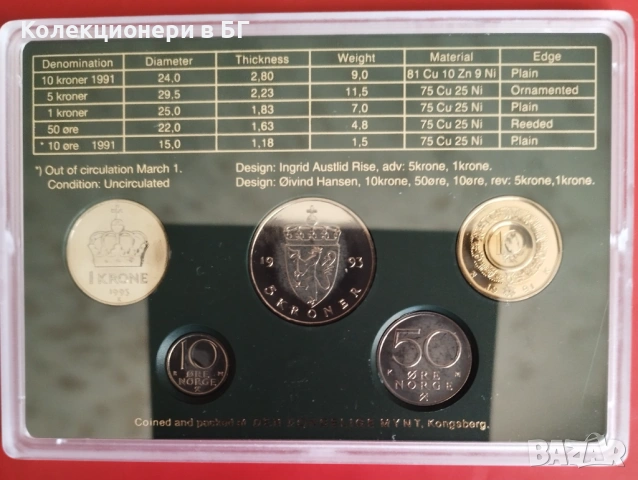 Колекционери в БГ
Denomination Diameter Thickness Weight Material Edge
10 kroner 1991 24,0 2,80 9,0 81 Cu 10 Zn 9 Ni Plain
5 kroner 29,5 2,23 11,5 75 Cu 25 Ni Ornamented
1 kroner 25,0 1,83 7,0 75 Cu 25 Ni Plain
50 øre 22,0 1,63 4,8 75 Cu 25 Ni Reeded
* 10 øre 1991 15,0 1,18 1,5 75 Cu 25 Ni Plain
*) Out of circulation March 1. Design: Ingrid Austlid Rise, adv: 5krone, 1krone.
Condition: Uncirculated Design: Øivind Hansen, 10krone, 50øre, 10øre, rev: 5krone,1krone.
1 KRONE
1993
19 93
5 KRONER
10
10
ØRE
NORGE
50
ØRE
NORGE
Coined and packed MYNT, Kongsberg.
BAZAR